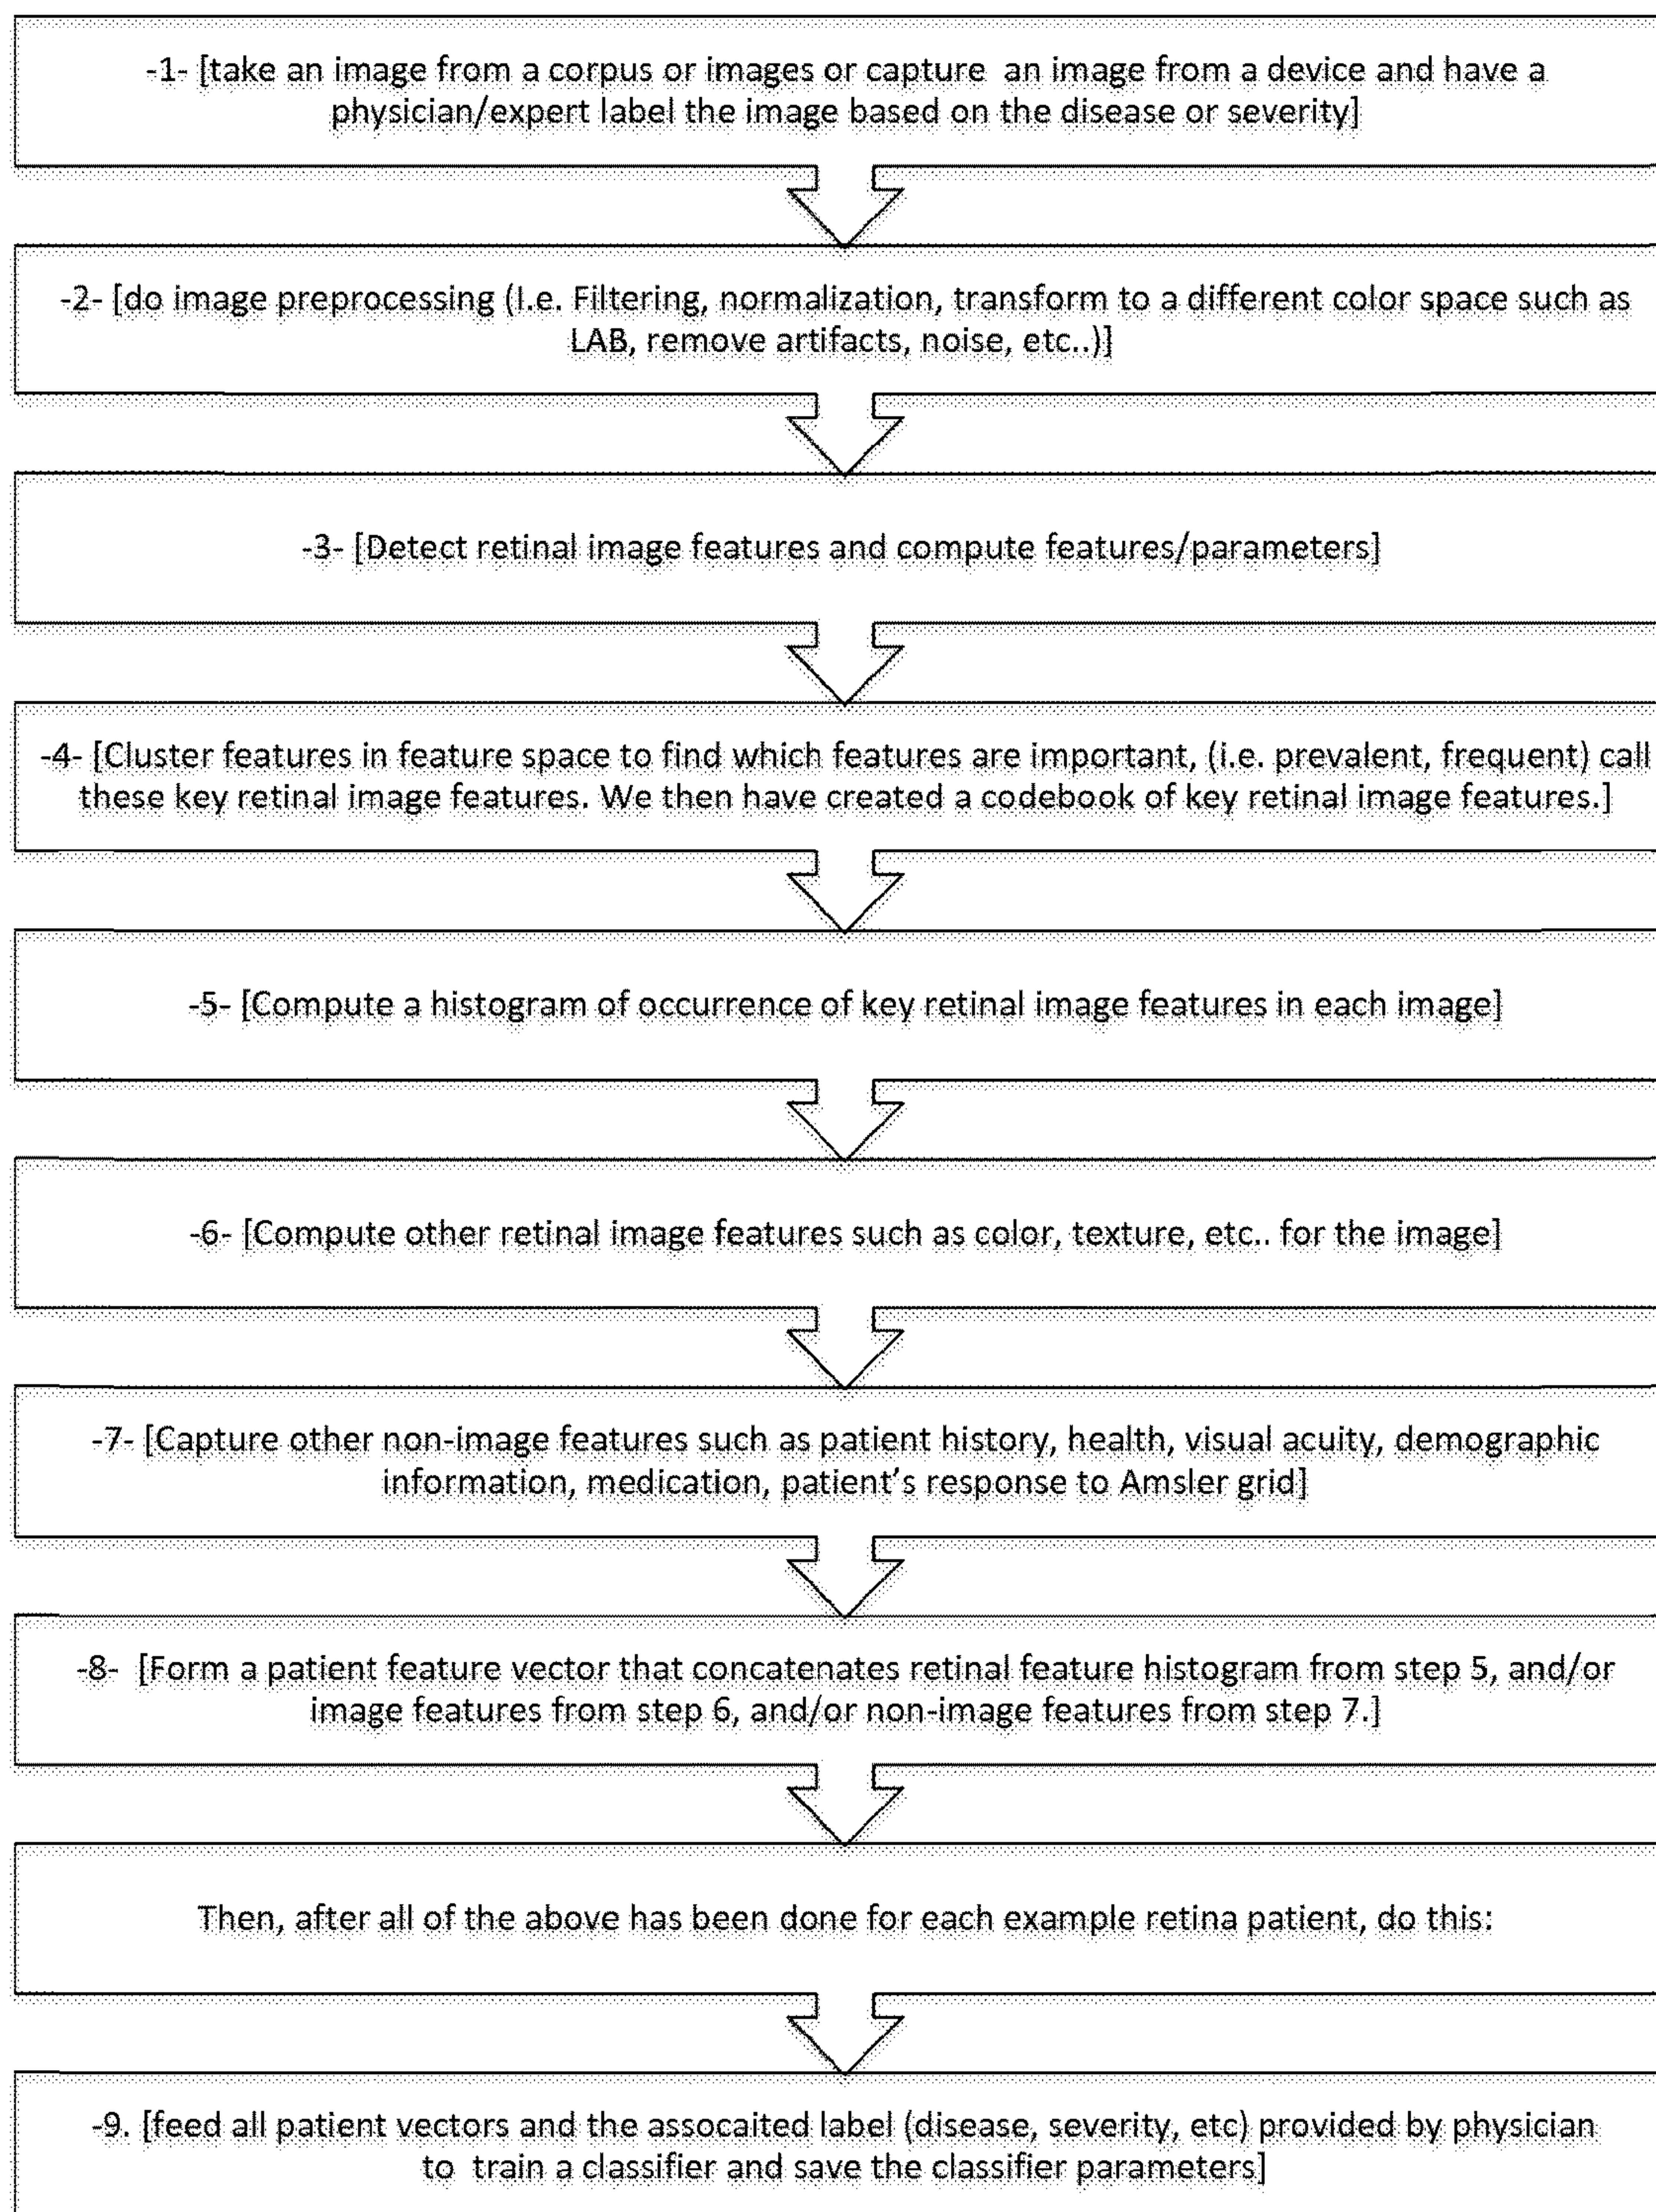 -1- [take an image from a corpus or images or capture  an image from a device and have a
physician/expert label the image based on the disease or severity]
-2- [do image preprocessing (I.e. Filtering, normalization, transform to a different color space such as
LAB, remove artifacts, noise, etc..)]
-3- [Detect retinal image features and compute features/parameters]
-4- [Cluster features in feature space to find which features are important, (i.e. prevalent, frequent) call
these key retinal image features. We then have created a codebook of key retinal image features.]
-5- [Compute a histogram of occurrence of key retinal image features in each image]
-6- [Compute other retinal image features such as color, texture, etc.. for the image]
-7- [Capture other non-image features such as patient history, health, visual acuity, demographic
information, medication, patient's response to Amsler grid]
-8-  [Form a patient feature vector that concatenates retinal feature histogram from step 5, and/or
image features from step 6, and/or non-image features from step 7.]
Then, after all of the above has been done for each example retina patient, do this:
-9. [feed all patient vectors and the assocaited label (disease, severity, etc) provided by physician
to  train a classifier and save the classifier parameters]